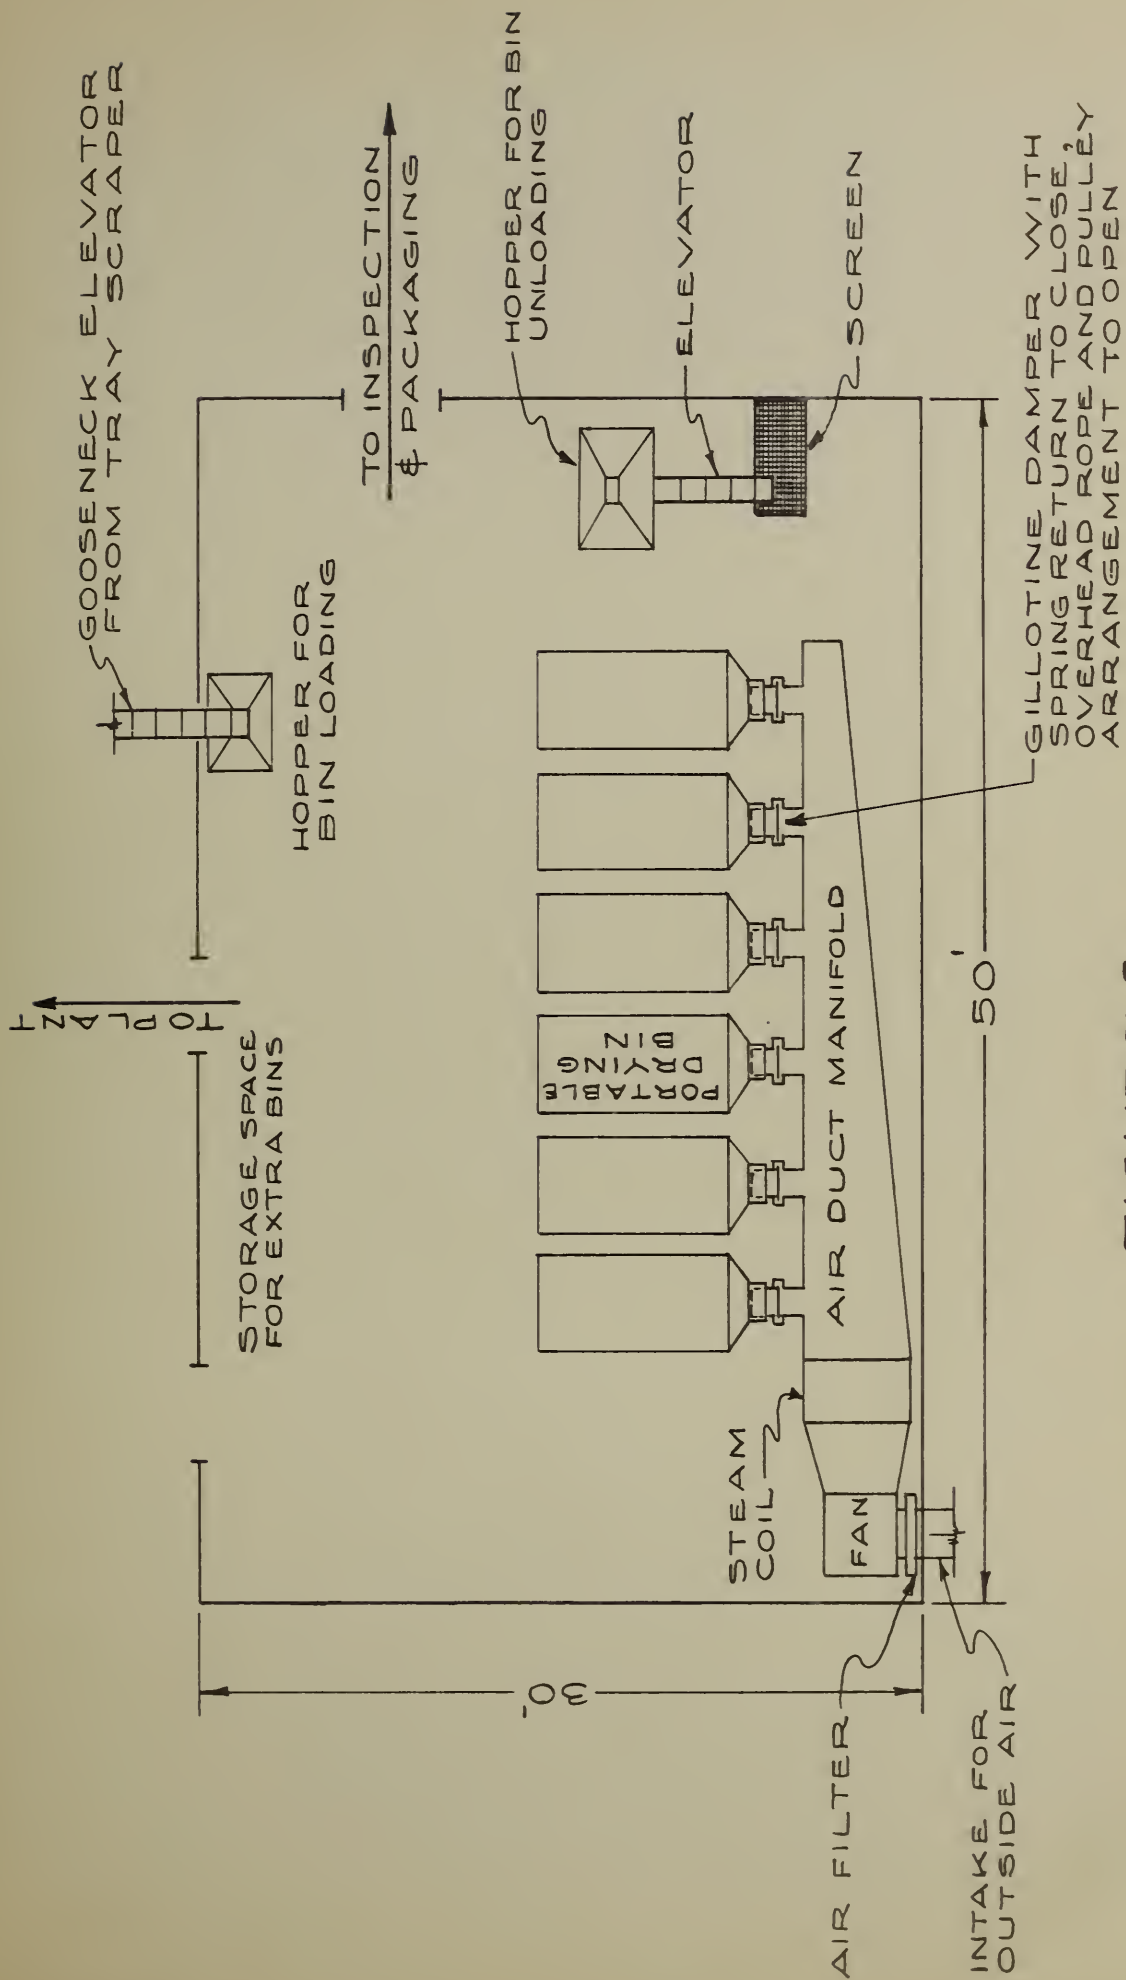 GOOSENECK ELEVATOR
FROM TRAY SCRAPER
TO PLANT
TO INSPECTION
& PACKAGING
STORAGE SPACE
FOR EXTRA BINS
HOPPER FOR
BIN LOADING
HOPPER FOR BIN
UNLOADING
ELEVATOR
SCREEN
PORTABLE
DRYING
BIN
AIR DUCT MANIFOLD
STEAM
COIL
FAN
30'
50'
AIR FILTER
INTAKE FOR
OUTSIDE AIR
GILLOTINE DAMPER WITH
SPRING RETURN TO CLOSE,
OVERHEAD ROPE AND PULLEY
ARRANGEMENT TO OPEN